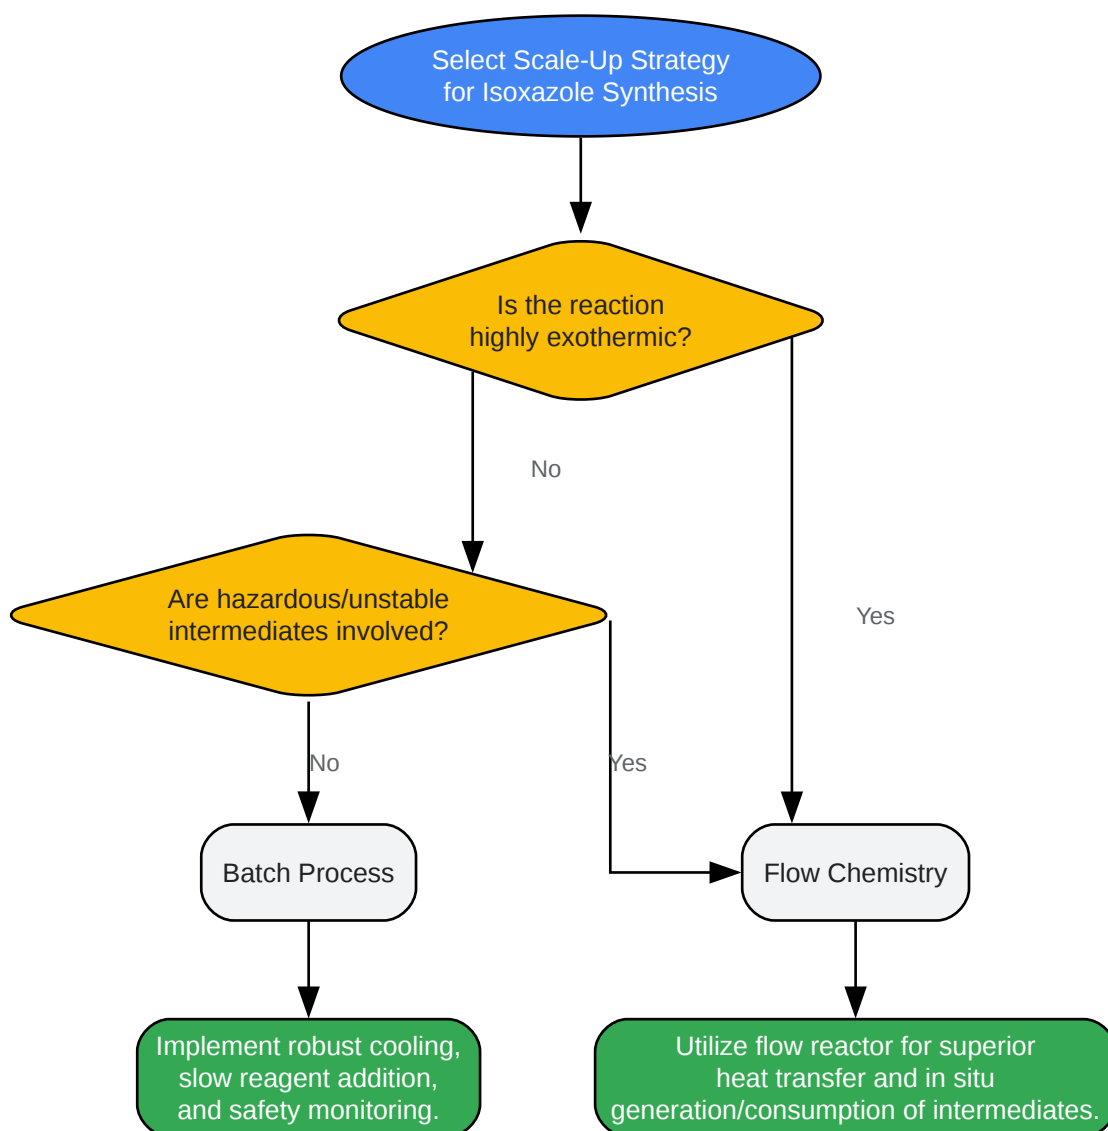 Select Scale-Up Strategy
for Isoxazole Synthesis
Is the reaction
highly exothermic?
No
Are hazardous/unstable
intermediates involved?
Yes
No
Yes
Batch Process
Flow Chemistry
Implement robust cooling,
slow reagent addition,
and safety monitoring.
Utilize flow reactor for superior
heat transfer and in situ
generation/consumption of intermediates.